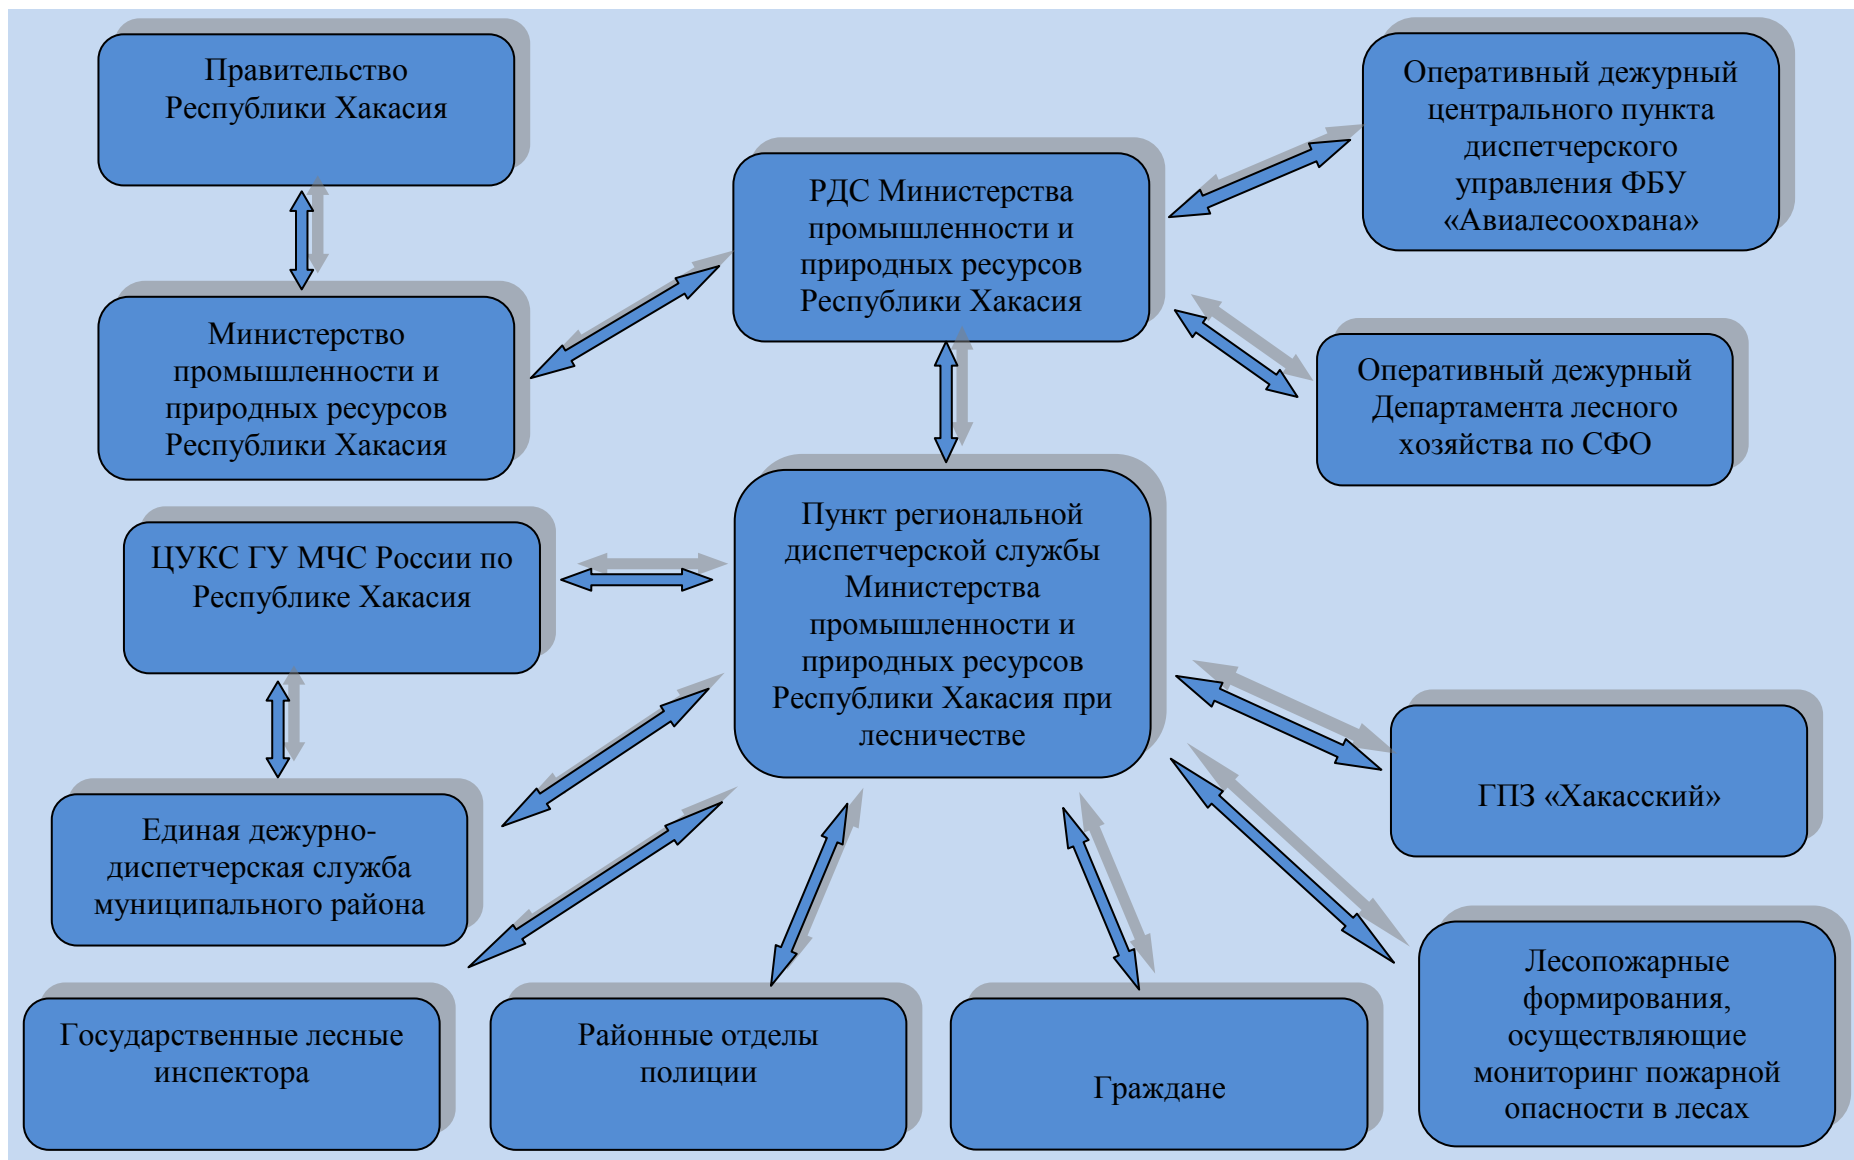 Правительство
Республики Хакасия
Оперативный дежурный
центрального пункта
диспетчерского
управления ФБУ
«Авиалесоохрана»
РДС Министерства
промышленности и
природных ресурсов
Республики Хакасия
Министерство
промышленности и
природных ресурсов
Республики Хакасия
Оперативный дежурный
Департамента лесного
хозяйства по СФО
Пункт региональной
диспетчерской службы
Министерства
промышленности и
природных ресурсов
Республики Хакасия при
лесничестве
ЦУКС ГУ МЧС России по
Республике Хакасия
ГПЗ «Хакасский»
Единая дежурно-
диспетчерская служба
муниципального района
Государственные лесные
инспектора
Районные отделы
полиции
Граждане
Лесопожарные
формирования,
осуществляющие
мониторинг пожарной
опасности в лесах